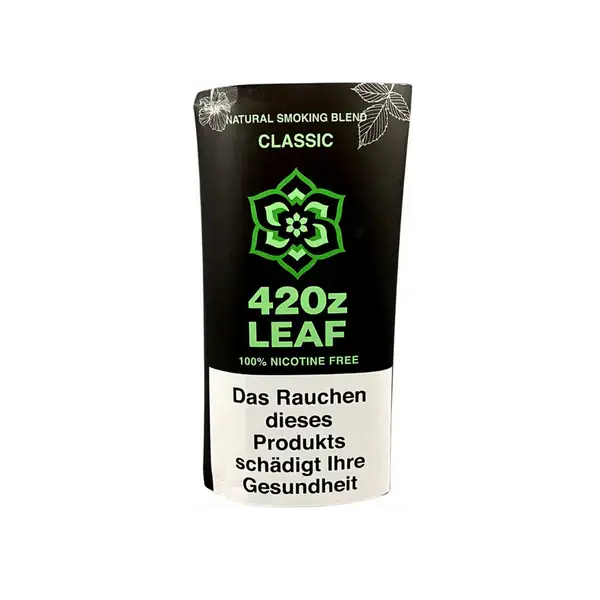 NATURAL SMOKING BLEND
CLASSIC
420z
LEAF
100% NICOTINE FREE
Das Rauchen
dieses
Produkts
schädigt Ihre
Gesundheit